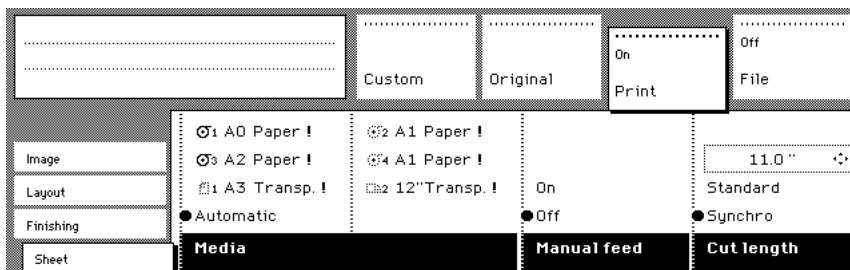 Custom
Original
On
Print
Off
File
Image
Layout
Finishing
Sheet
1 A0 Paper !
3 A2 Paper !
1 A3 Transp. !
Automatic
2 A1 Paper !
4 A1 Paper !
2 12"Transp. !
Media
On
Off
Manual feed
11.0 "
Standard
Synchro
Cut length